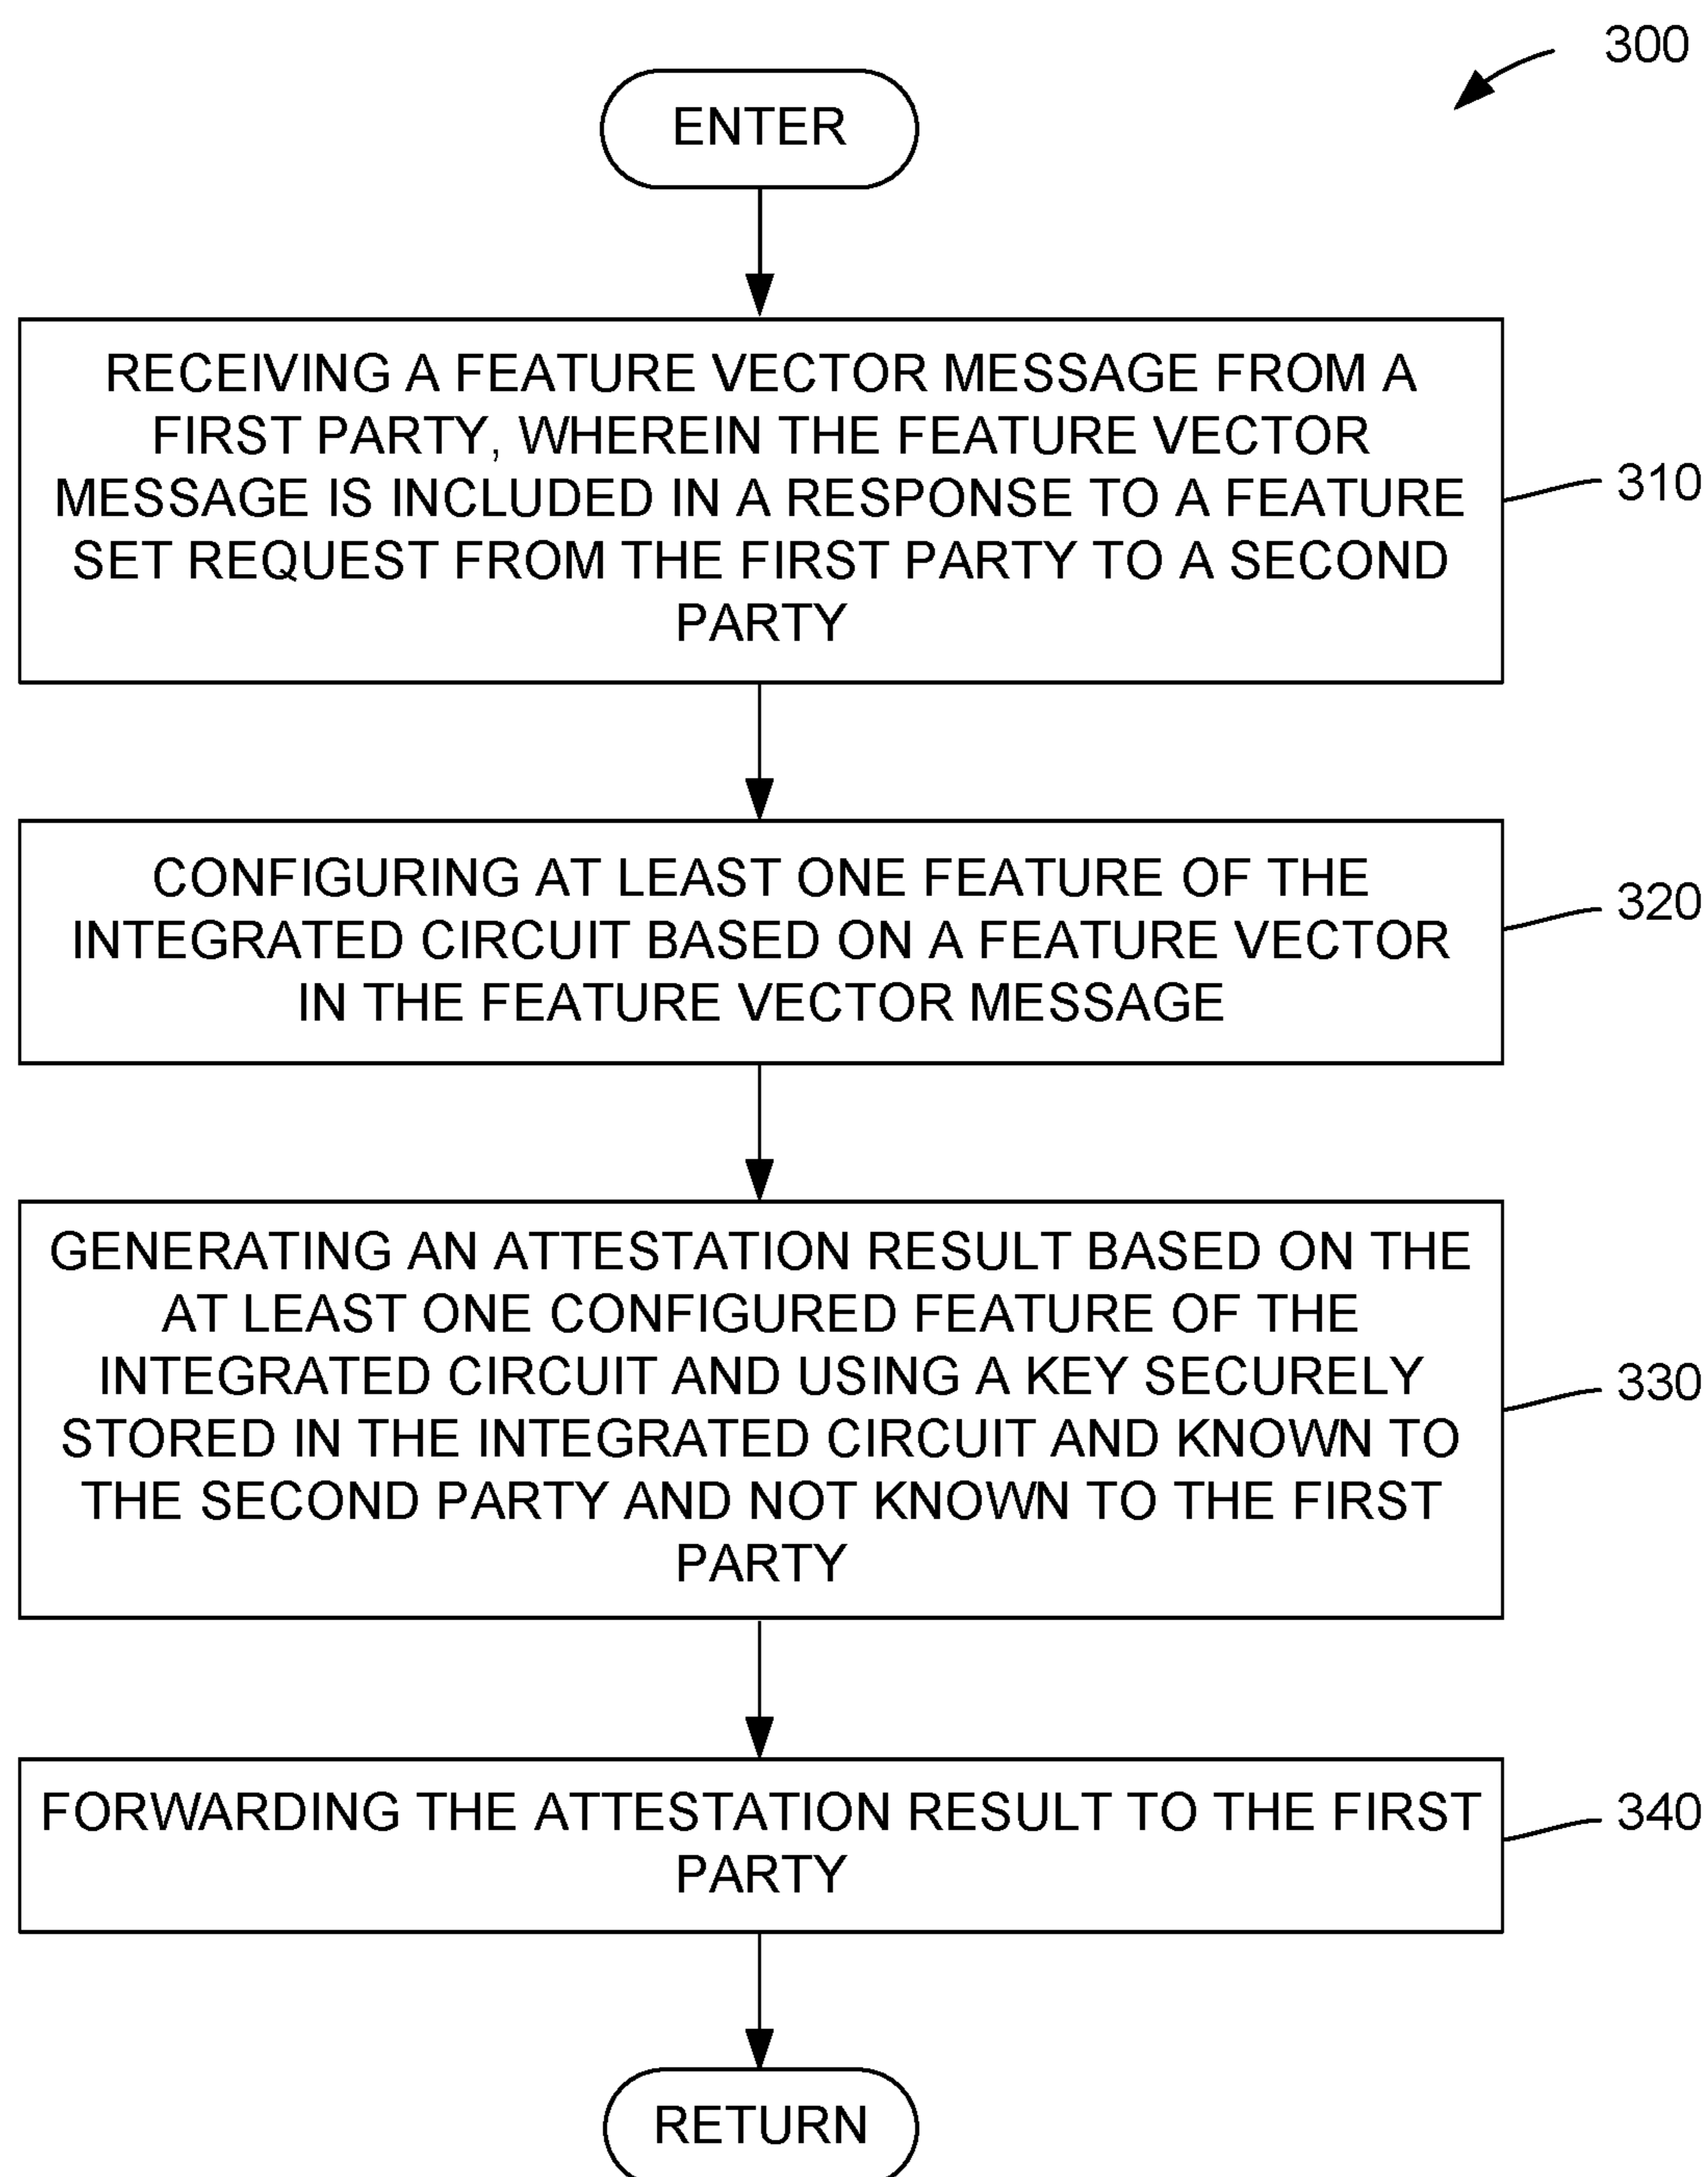 300
ENTER
RECEIVING A FEATURE VECTOR MESSAGE FROM A
FIRST PARTY, WHEREIN THE FEATURE VECTOR
MESSAGE IS INCLUDED IN A RESPONSE TO A FEATURE
SET REQUEST FROM THE FIRST PARTY TO A SECOND
PARTY
310
CONFIGURING AT LEAST ONE FEATURE OF THE
INTEGRATED CIRCUIT BASED ON A FEATURE VECTOR
IN THE FEATURE VECTOR MESSAGE
320
GENERATING AN ATTESTATION RESULT BASED ON THE
AT LEAST ONE CONFIGURED FEATURE OF THE
INTEGRATED CIRCUIT AND USING A KEY SECURELY
STORED IN THE INTEGRATED CIRCUIT AND KNOWN TO
THE SECOND PARTY AND NOT KNOWN TO THE FIRST
PARTY
330
FORWARDING THE ATTESTATION RESULT TO THE FIRST
PARTY
340
RETURN